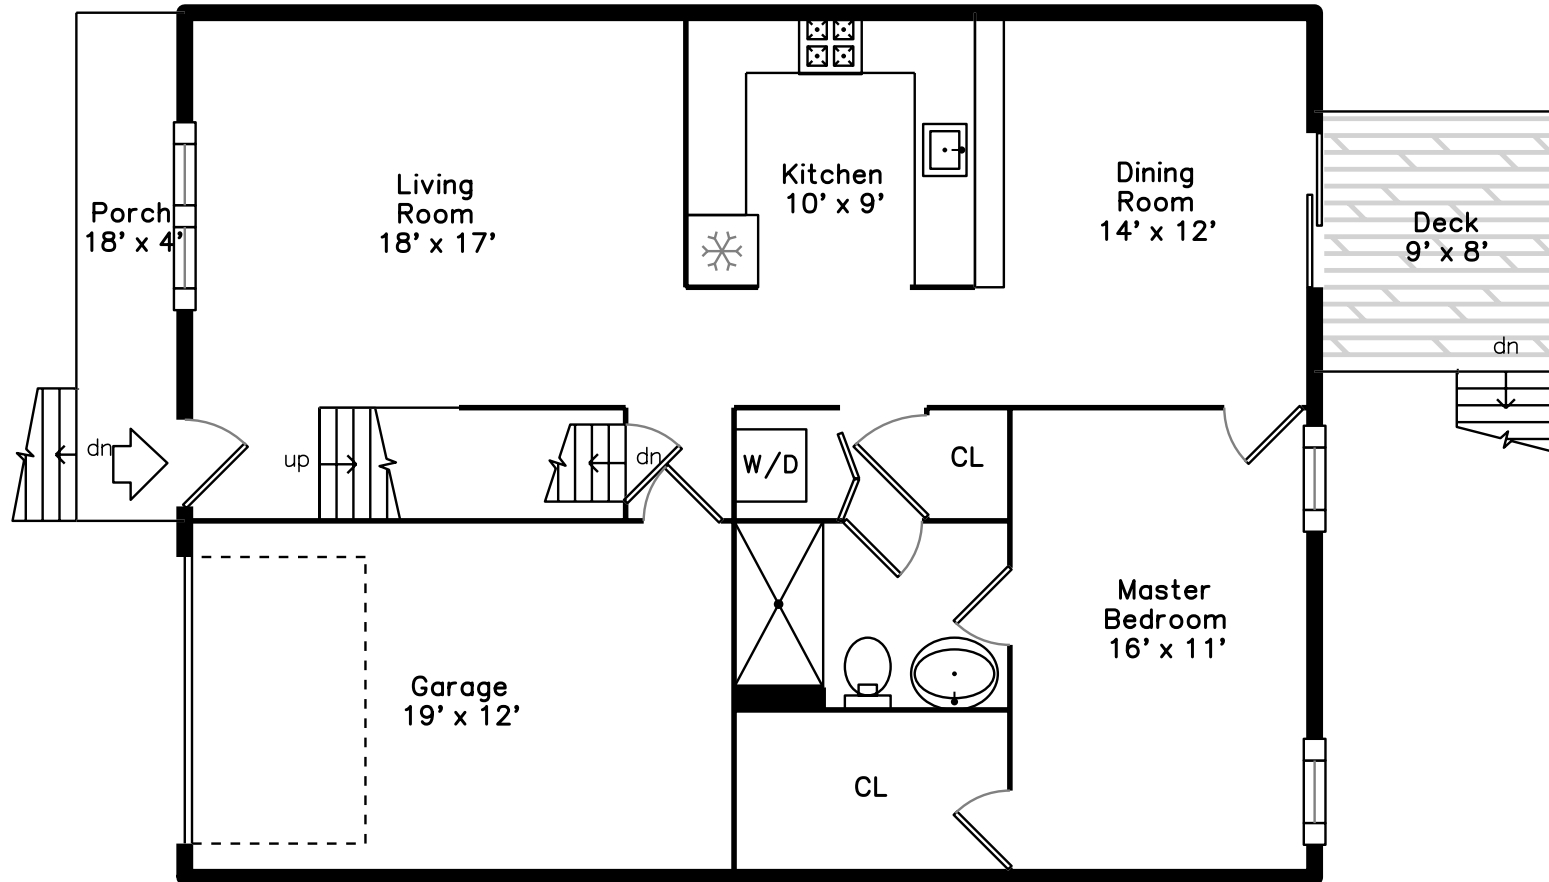 Living
Room
18' x 17'
Kitchen
10' x 9'
Dining
Room
14' x 12'
Porch
18' x 4'
Deck
9' x 8'
dn
dn
up
dn
W/D
CL
Master
Bedroom
16' x 11'
Garage
19' x 12'
CL